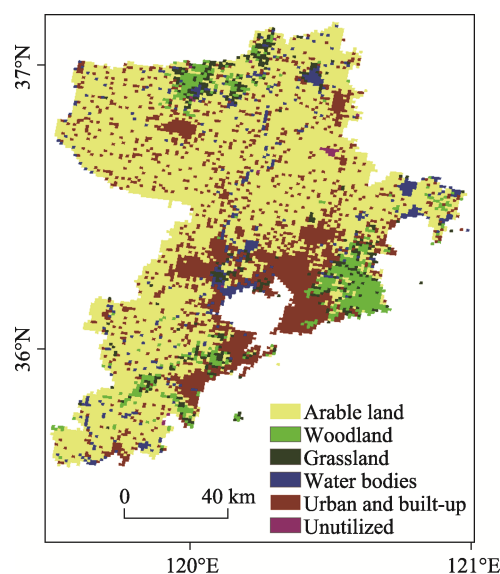 37°N
36°N
Arable land
Woodland
Grassland
Water bodies
Urban and built-up
Unutilized
0 40 km
120°E 121°E